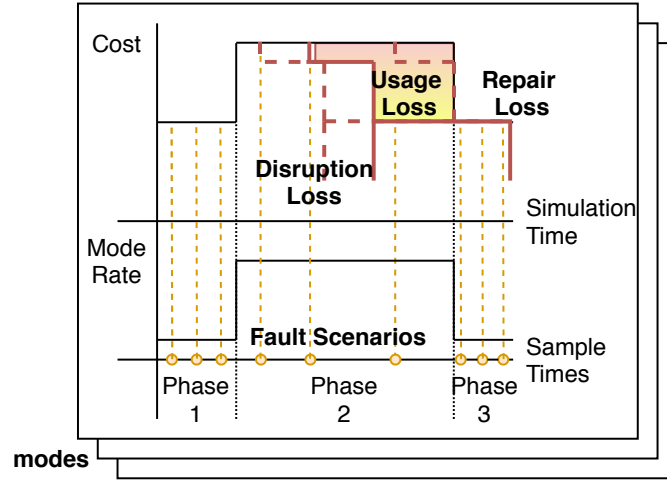 Cost
Usage
Loss
Repair
Loss
Disruption
Loss
Simulation
Time
Mode
Rate
Fault Scenarios
Sample
Times
Phase
1
Phase
2
Phase
3
modes